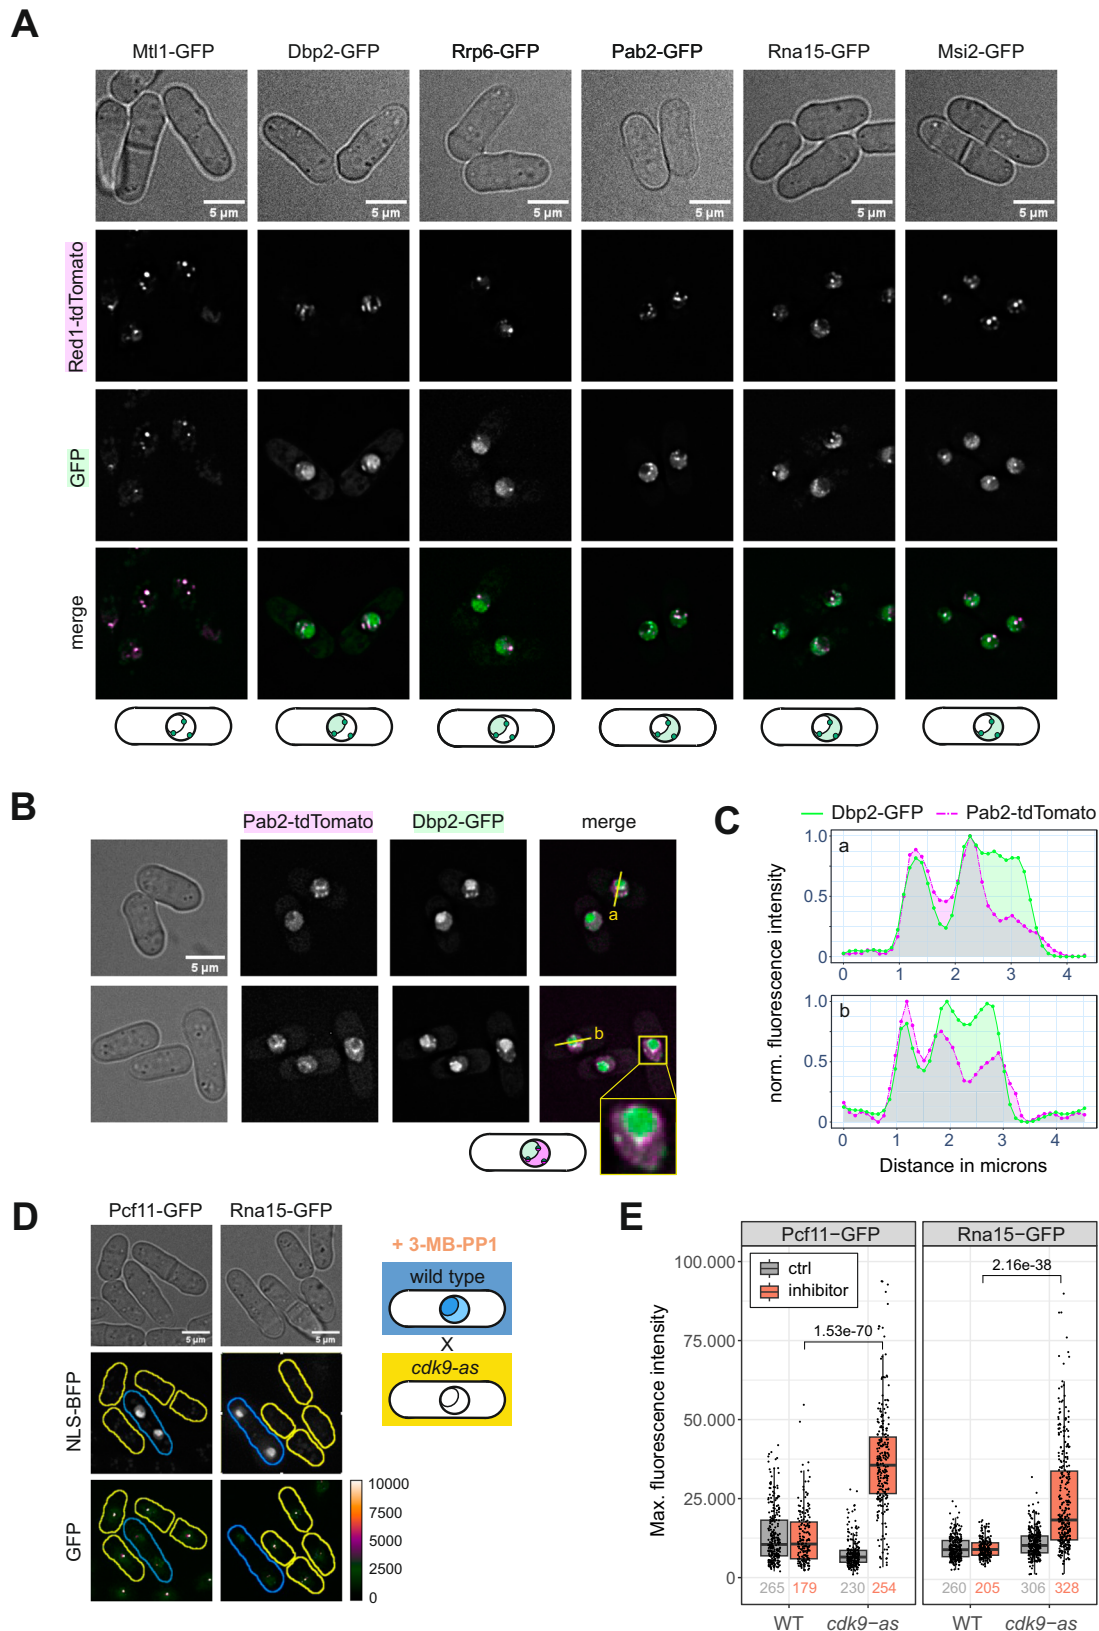 A
Mtl1-GFP Dbp2-GFP Rrp6-GFP Pab2-GFP Rna15-GFP Msi2-GFP
5 µm 5 µm 5 µm 5 µm 5 µm 5 µm
Red1-tdTomato
GFP
merge
B
Pab2-tdTomato Dbp2-GFP merge
a
5 µm
b
C
Dbp2-GFP Pab2-tdTomato
norm. fluorescence intensity
a
1.0
0.5
0
0 1 2 3 4
b
1.0
0.5
0
0 1 2 3 4
Distance in microns
D
Pcf11-GFP Rna15-GFP
5 µm 5 µm
NLS-BFP
GFP
+ 3-MB-PP1
wild type
X
cdk9-as
10000
7500
5000
2500
0
E
Pcf11−GFP Rna15−GFP
ctrl
inhibitor
1.53e-70
2.16e-38
Max. fluorescence intensity
100.000
75.000
50.000
25.000
0
265 179 230 254 260 205 306 328
WT cdk9−as WT cdk9−as